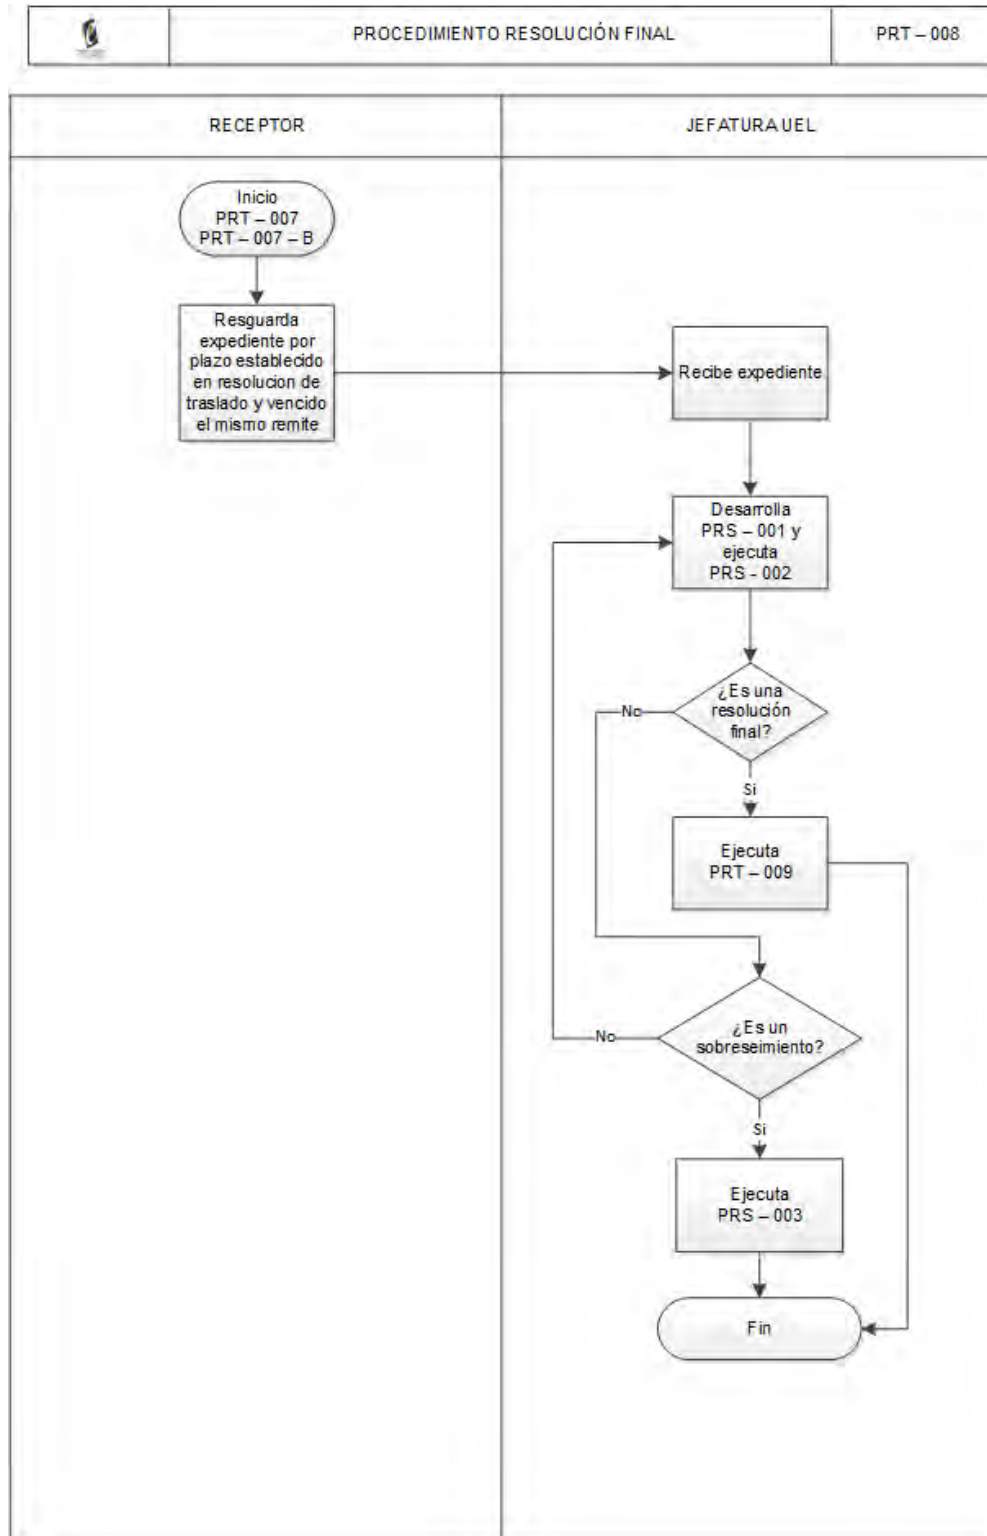 PROCEDIMIENTO RESOLUCIÓN FINAL
PRT – 008
RECEPTOR
JEFATURA UEL
Inicio
PRT – 007
PRT – 007 – B
Resguarda
expediente por
plazo establecido
en resolucion de
traslado y vencido
el mismo remite
Recibe expediente
Desarrolla
PRS – 001 y
ejecuta
PRS - 002
¿Es una
resolución
final?
No
Si
Ejecuta
PRT – 009
¿Es un
sobreseimiento?
No
Si
Ejecuta
PRS – 003
Fin